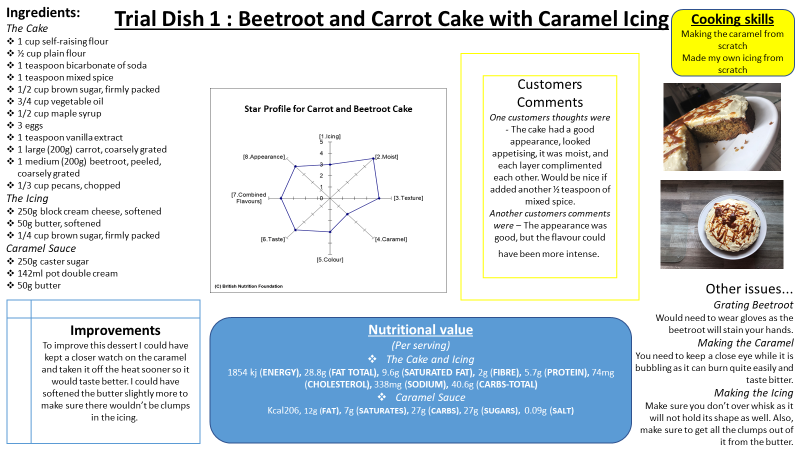 Ingredients:
The Cake
❖ 1 cup self-raising flour
❖ ½ cup plain flour
❖ 1 teaspoon bicarbonate of soda
❖ 1 teaspoon mixed spice
❖ 1/2 cup brown sugar, firmly packed
❖ 3/4 cup vegetable oil
❖ 1/2 cup maple syrup
❖ 3 eggs
❖ 1 teaspoon vanilla extract
❖ 1 large (200g) carrot, coarsely grated
❖ 1 medium (200g) beetroot, peeled,
coarsely grated
❖ 1/3 cup pecans, chopped
The Icing
❖ 250g block cream cheese, softened
❖ 50g butter, softened
❖ 1/4 cup brown sugar, firmly packed
Caramel Sauce
❖ 250g caster sugar
❖ 142ml pot double cream
❖ 50g butter
Trial Dish 1 : Beetroot and Carrot Cake with Caramel Icing
Cooking skills
Making the caramel from
scratch
Made my own icing from
scratch
Star Profile for Carrot and Beetroot Cake
[1.Icing]
[2.Moist]
[3.Texture]
[4.Caramel]
[5.Colour]
[6.Taste]
[7.Combined
Flavours]
[8.Appearance]
5
4
3
2
1
0
(C) British Nutrition Foundation
Customers
Comments
One customers thoughts were
- The cake had a good
appearance, looked
appetising, it was moist, and
each layer complimented
each other. Would be nice if
added another ½ teaspoon of
mixed spice.
Another customers comments
were – The appearance was
good, but the flavour could
have been more intense.
Improvements
To improve this dessert I could have
kept a closer watch on the caramel
and taken it off the heat sooner so it
would taste better. I could have
softened the butter slightly more to
make sure there wouldn't be clumps
in the icing.
Nutritional value
(Per serving)
❖ The Cake and Icing
1854 kj (ENERGY), 28.8g (FAT TOTAL), 9.6g (SATURATED FAT), 2g (FIBRE), 5.7g (PROTEIN), 74mg
(CHOLESTEROL), 338mg (SODIUM), 40.6g (CARBS-TOTAL)
❖ Caramel Sauce
Kcal206, 12g (FAT), 7g (SATURATES), 27g (CARBS), 27g (SUGARS), 0.09g (SALT)
Other issues...
Grating Beetroot
Would need to wear gloves as the
beetroot will stain your hands.
Making the Caramel
You need to keep a close eye while it is
bubbling as it can burn quite easily and
taste bitter.
Making the Icing
Make sure you don't over whisk as it
will not hold its shape as well. Also,
make sure to get all the clumps out of
it from the butter.